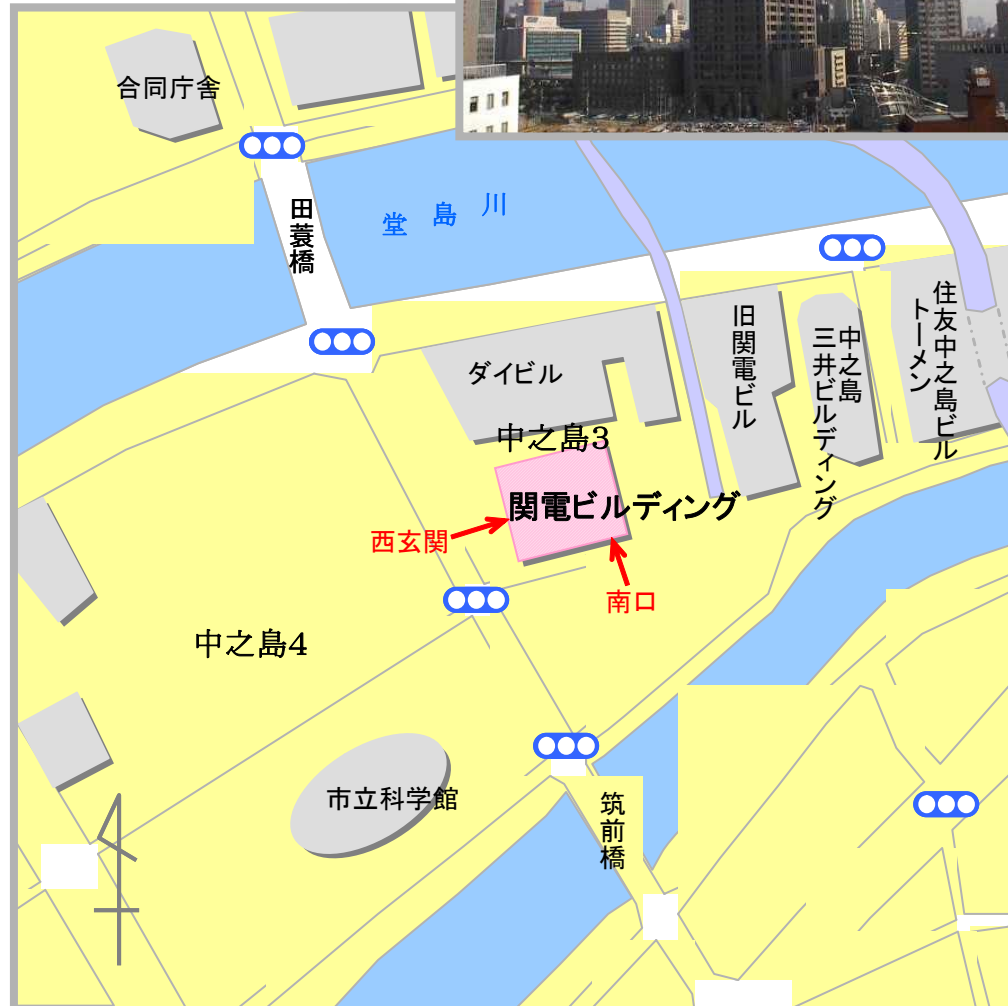 合同庁舎
田蓑橋
堂島川
住友中之島ビル
トーメン
旧関電ビル
中之島
三井ビルディング
ダイビル
中之島3
関電ビルディング
西玄関
南口
中之島4
市立科学館
筑前橋